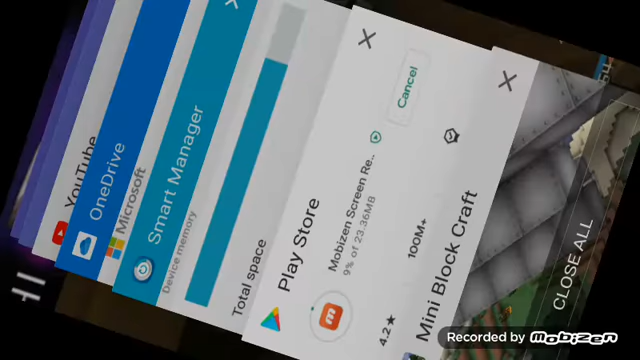 YouTube
OneDrive
Microsoft
Smart Manager
Device memory
Total space
Play Store
Mobizen Screen Re..
9% of 23.36MB
Cancel
4.2★
100M+
Mini Block Craft
CLOSE ALL
Recorded by mobizen